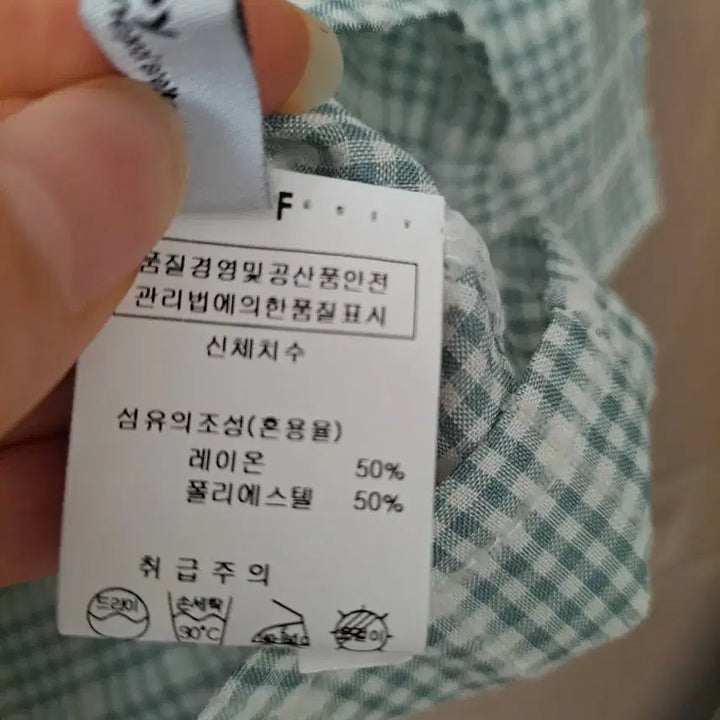 F
품질경영및공산품안전
관리법에의한품질표시
신체치수
섬유의조성(혼용율)
레이온 50%
폴리에스텔 50%
취급주의
드라이
손세탁
30°C